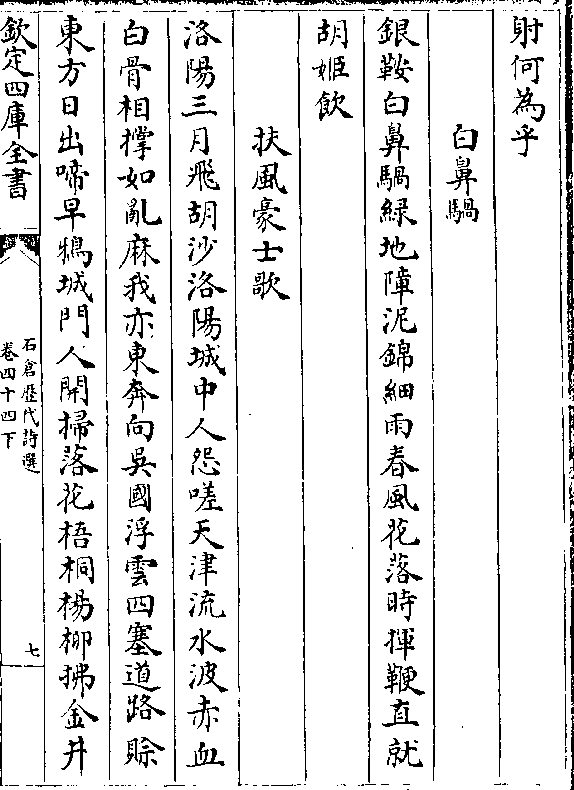 射何為乎
白鼻騧
銀鞍白鼻騧緑地障泥錦細雨春風花落時揮鞭直就
胡姬飲
扶風豪士歌
洛陽三月飛胡沙洛陽城中人怨嗟天津流水波赤血
白骨相撑如亂麻我亦東奔向吳國浮雲四塞道路賒
東方日出啼早鴉城門人開掃落花梧桐楊栁拂金井
欽定四庫全書
石倉歴代詩選
卷四十四下
七